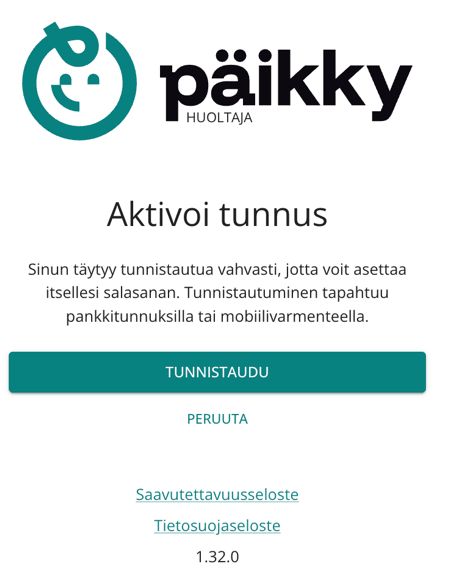 päikky
HUOLTAJA
Aktivoi tunnus
Sinun täytyy tunnistautua vahvasti, jotta voit asettaa
itsellesi salasanan. Tunnistautuminen tapahtuu
pankkitunnuksilla tai mobiilivarmenteella.
TUNNISTAUDU
PERUUTA
Saavutettavuusseloste
Tietosuojaseloste
1.32.0